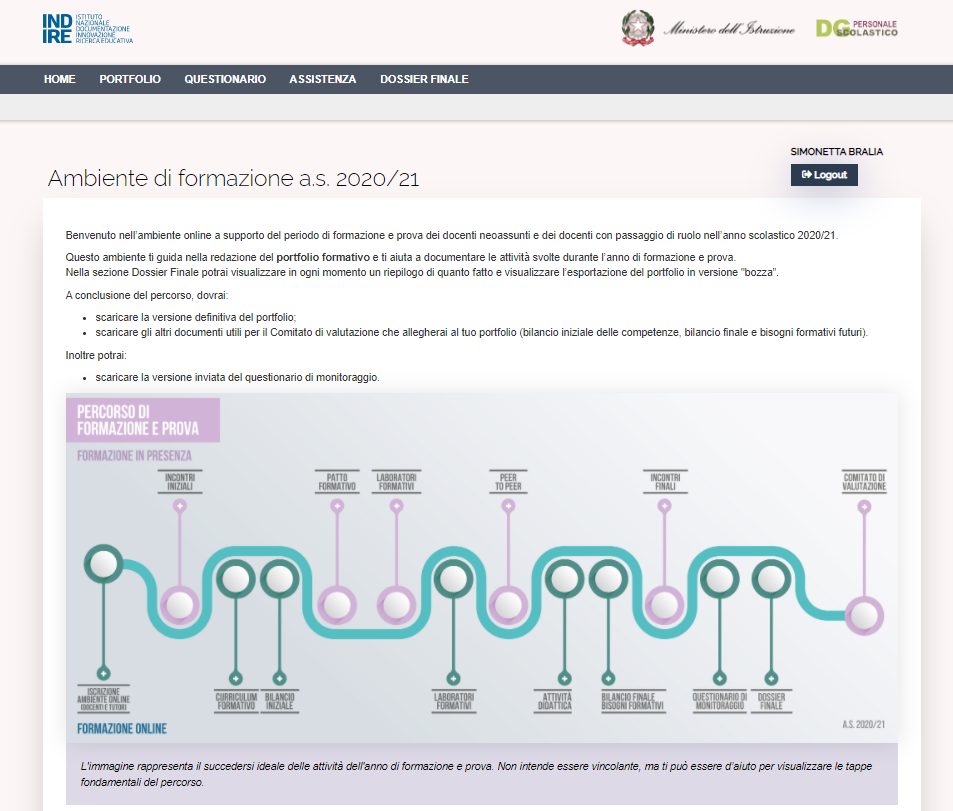 INDIRE ISTITUTO NAZIONALE DOCUMENTAZIONE INNOVAZIONE RICERCA EDUCATIVA
Ministero dell'Istruzione
DG PERSONALE SCOLASTICO
HOME PORTFOLIO QUESTIONARIO ASSISTENZA DOSSIER FINALE
SIMONETTA BRALIA
Logout
Ambiente di formazione a.s. 2020/21
Benvenuto nell'ambiente online a supporto del periodo di formazione e prova dei docenti neoassunti e dei docenti con passaggio di ruolo nell'anno scolastico 2020/21.
Questo ambiente ti guida nella redazione del portfolio formativo e ti aiuta a documentare le attività svolte durante l'anno di formazione e prova.
Nella sezione Dossier Finale potrai visualizzare in ogni momento un riepilogo di quanto fatto e visualizzare l'esportazione del portfolio in versione "bozza".
A conclusione del percorso, dovrai:
• scaricare la versione definitiva del portfolio;
• scaricare gli altri documenti utili per il Comitato di valutazione che allegherai al tuo portfolio (bilancio iniziale delle competenze, bilancio finale e bisogni formativi futuri).
Inoltre potrai:
• scaricare la versione inviata del questionario di monitoraggio.
PERCORSO DI
FORMAZIONE E PROVA
FORMAZIONE IN PRESENZA
INCONTRI
INIZIALI
PATTO
FORMATIVO
LABORATORI
FORMATIVI
PEER
TO PEER
INCONTRI
FINALI
COMITATO DI
VALUTAZIONE
ISCRIZIONE
AMBIENTE ONLINE
(DOCENTI E TUTOR)
CURRICULUM
FORMATIVO
BILANCIO
INIZIALE
LABORATORI
FORMATIVI
ATTIVITÀ
DIDATTICA
BILANCIO FINALE
BISOGNI FORMATIVI
QUESTIONARIO DI
MONITORAGGIO
DOSSIER
FINALE
FORMAZIONE ONLINE
A.S. 2020/21
L'immagine rappresenta il succedersi ideale delle attività dell'anno di formazione e prova. Non intende essere vincolante, ma ti può essere d'aiuto per visualizzare le tappe
fondamentali del percorso.